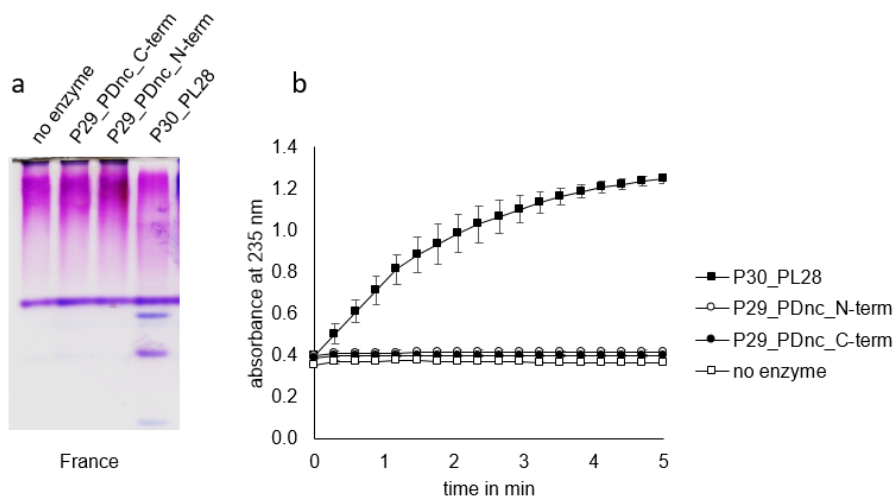 a
no enzyme
P29_PDnc_C-term
P29_PDnc_N-term
P30_PL28
France
b
absorbance at 235 nm
1.4
1.2
1.0
0.8
0.6
0.4
0.2
0.0
0 1 2 3 4 5
time in min
P30_PL28
P29_PDnc_N-term
P29_PDnc_C-term
no enzyme